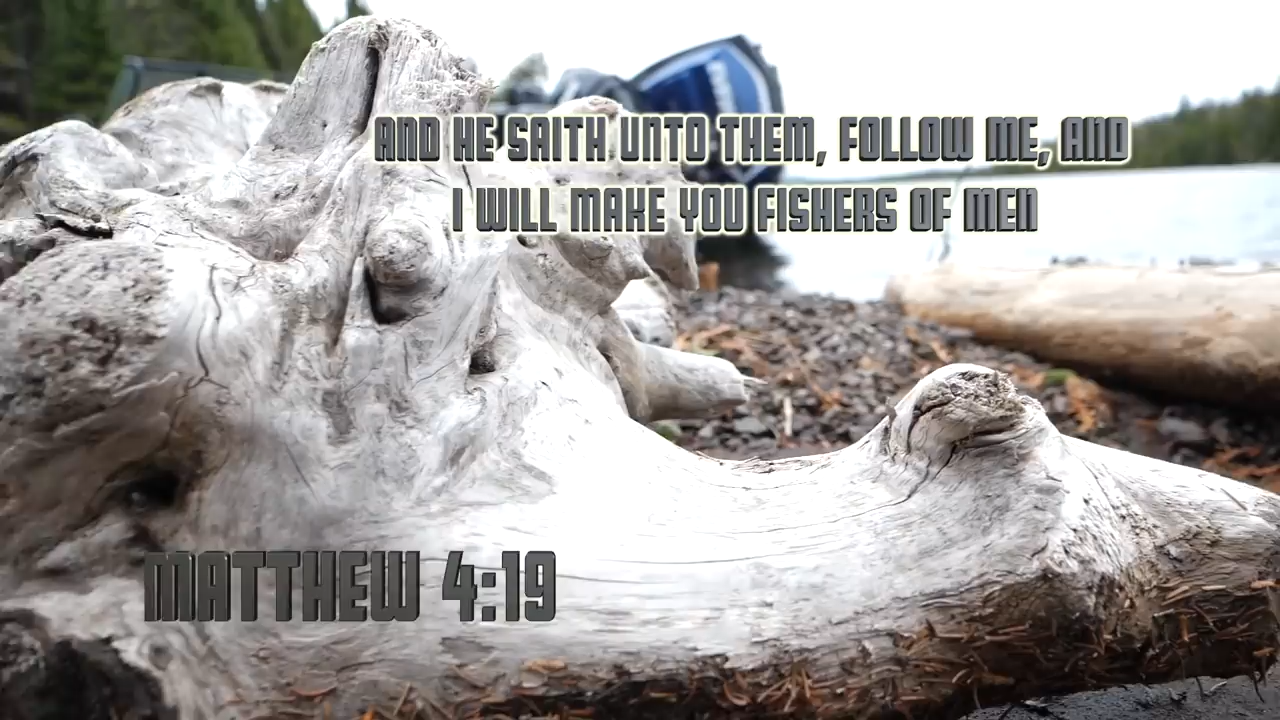 AND HE SAITH UNTO THEM, FOLLOW ME, AND
I WILL MAKE YOU FISHERS OF MEN
MATTHEW 4:19